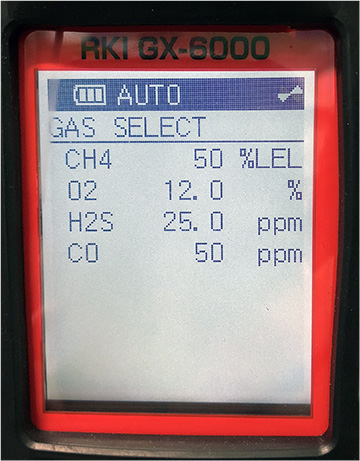 RKI GX-6000
AUTO
GAS SELECT
CH4 50 %LEL
O2 12.0 %
H2S 25.0 ppm
CO 50 ppm